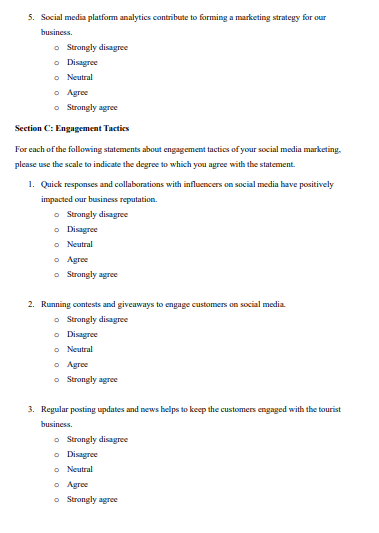 5. Social media platform analytics contribute to forming a marketing strategy for our
business.
o Strongly disagree
o Disagree
o Neutral
o Agree
o Strongly agree
Section C: Engagement Tactics
For each of the following statements about engagement tactics of your social media marketing,
please use the scale to indicate the degree to which you agree with the statement.
1. Quick responses and collaborations with influencers on social media have positively
impacted our business reputation.
o Strongly disagree
o Disagree
o Neutral
o Agree
o Strongly agree
2. Running contests and giveaways to engage customers on social media.
o Strongly disagree
o Disagree
o Neutral
o Agree
o Strongly agree
3. Regular posting updates and news helps to keep the customers engaged with the tourist
business.
o Strongly disagree
o Disagree
o Neutral
o Agree
o Strongly agree